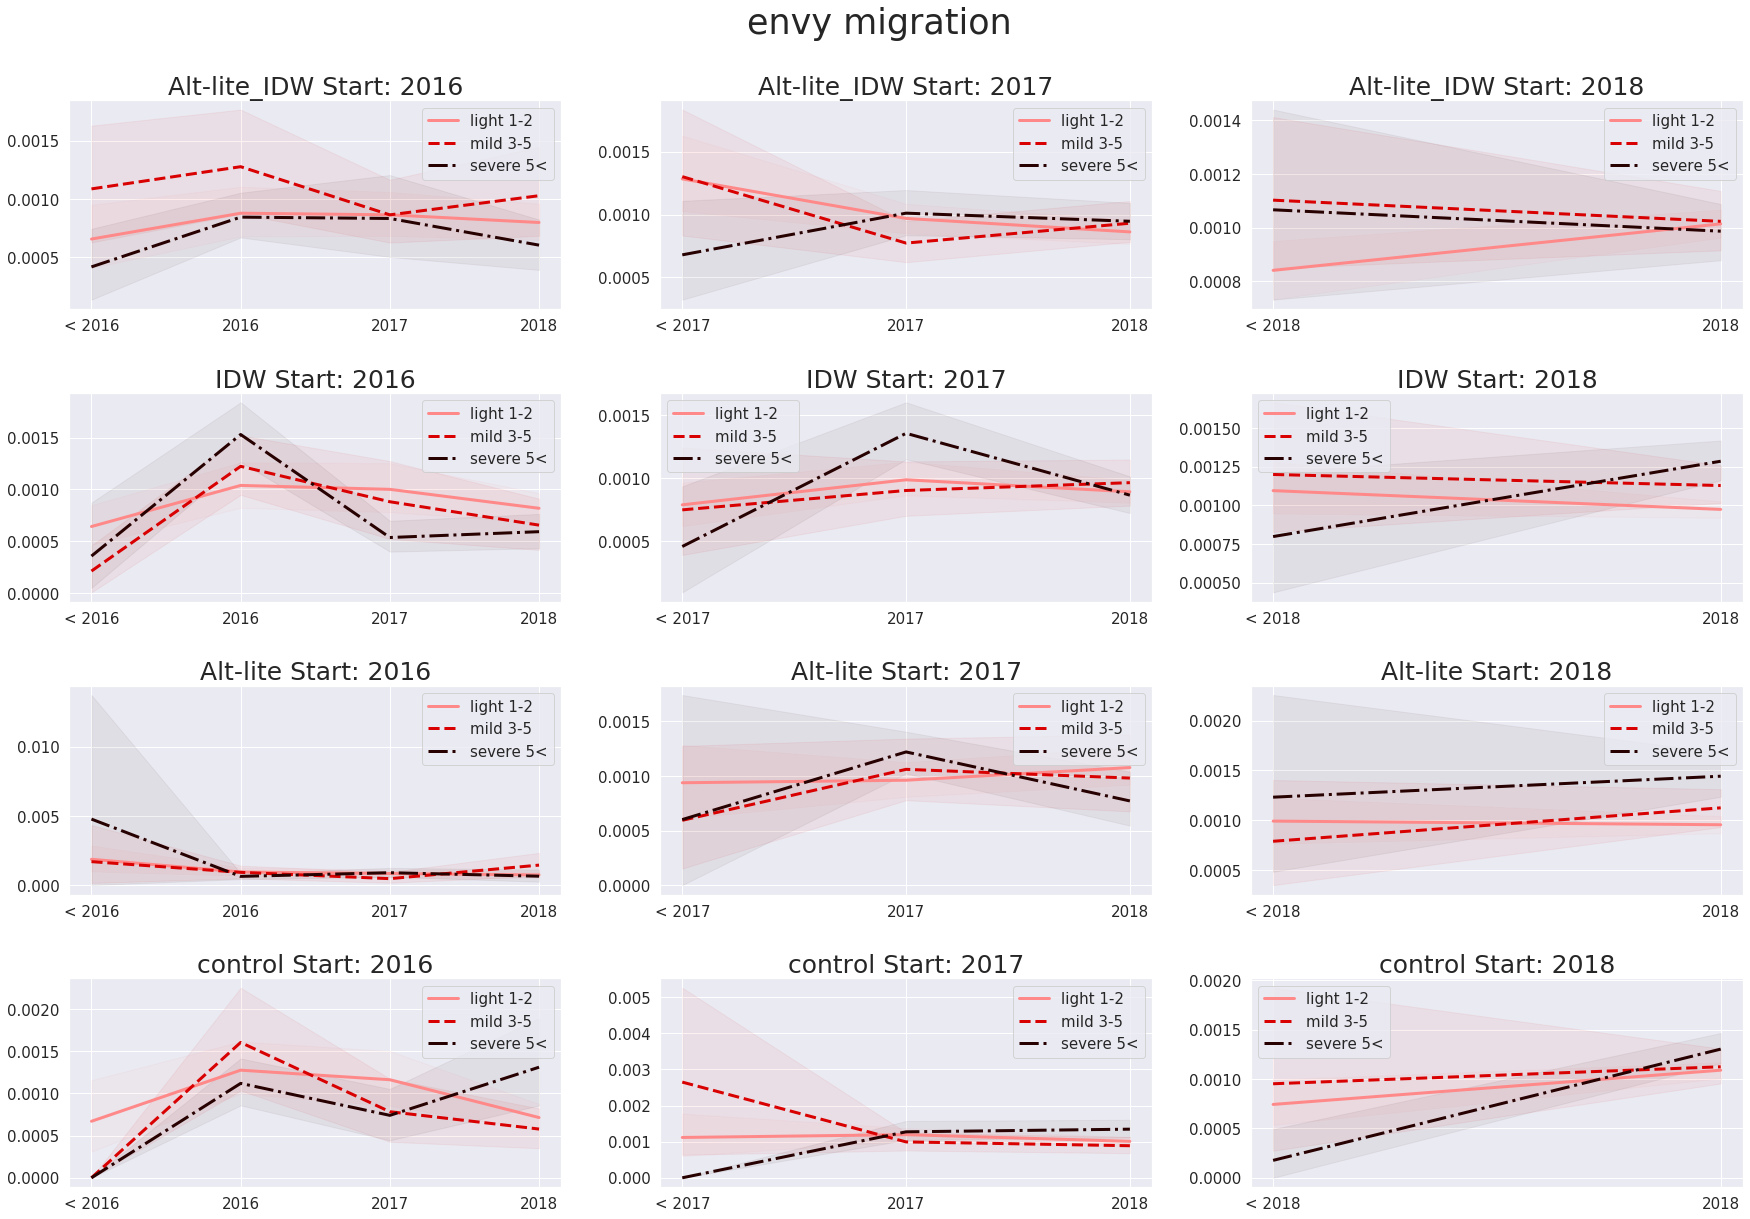 envy migration
Alt-lite_IDW Start: 2016
0.0015
0.0010
0.0005
light 1-2
mild 3-5
severe 5<
< 2016 2016 2017 2018
Alt-lite_IDW Start: 2017
0.0015
0.0010
0.0005
light 1-2
mild 3-5
severe 5<
< 2017 2017 2018
Alt-lite_IDW Start: 2018
0.0014
0.0012
0.0010
0.0008
light 1-2
mild 3-5
severe 5<
< 2018 2018
IDW Start: 2016
0.0015
0.0010
0.0005
0.0000
light 1-2
mild 3-5
severe 5<
< 2016 2016 2017 2018
IDW Start: 2017
0.0015
0.0010
0.0005
light 1-2
mild 3-5
severe 5<
< 2017 2017 2018
IDW Start: 2018
0.00150
0.00125
0.00100
0.00075
0.00050
light 1-2
mild 3-5
severe 5<
< 2018 2018
Alt-lite Start: 2016
0.010
0.005
0.000
light 1-2
mild 3-5
severe 5<
< 2016 2016 2017 2018
Alt-lite Start: 2017
0.0015
0.0010
0.0005
0.0000
light 1-2
mild 3-5
severe 5<
< 2017 2017 2018
Alt-lite Start: 2018
0.0020
0.0015
0.0010
0.0005
light 1-2
mild 3-5
severe 5<
< 2018 2018
control Start: 2016
0.0020
0.0015
0.0010
0.0005
0.0000
light 1-2
mild 3-5
severe 5<
< 2016 2016 2017 2018
control Start: 2017
0.005
0.004
0.003
0.002
0.001
0.000
light 1-2
mild 3-5
severe 5<
< 2017 2017 2018
control Start: 2018
0.0020
0.0015
0.0010
0.0005
0.0000
light 1-2
mild 3-5
severe 5<
< 2018 2018